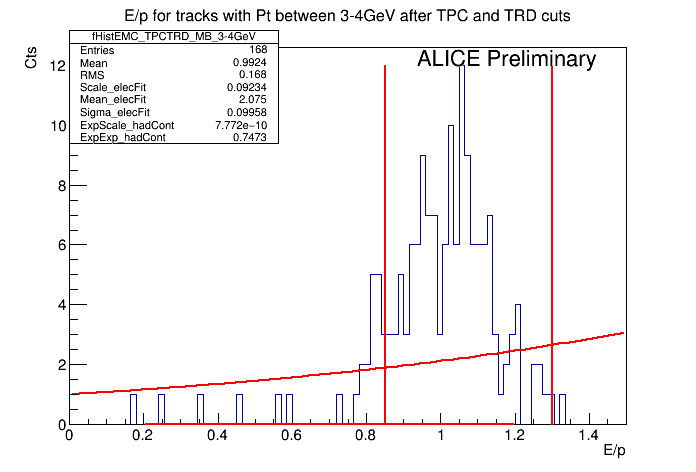 E/p for tracks with Pt between 3-4GeV after TPC and TRD cuts
fHistEMC_TPCTRD_MB_3-4GeV
Entries 168
Mean 0.9924
RMS 0.168
Scale_elecFit 0.09234
Mean_elecFit 2.075
Sigma_elecFit 0.09958
ExpScale_hadCont 7.772e-10
ExpExp_hadCont 0.7473
ALICE Preliminary
Cts
12
10
8
6
4
2
0
0 0.2 0.4 0.6 0.8 1 1.2 1.4
E/p